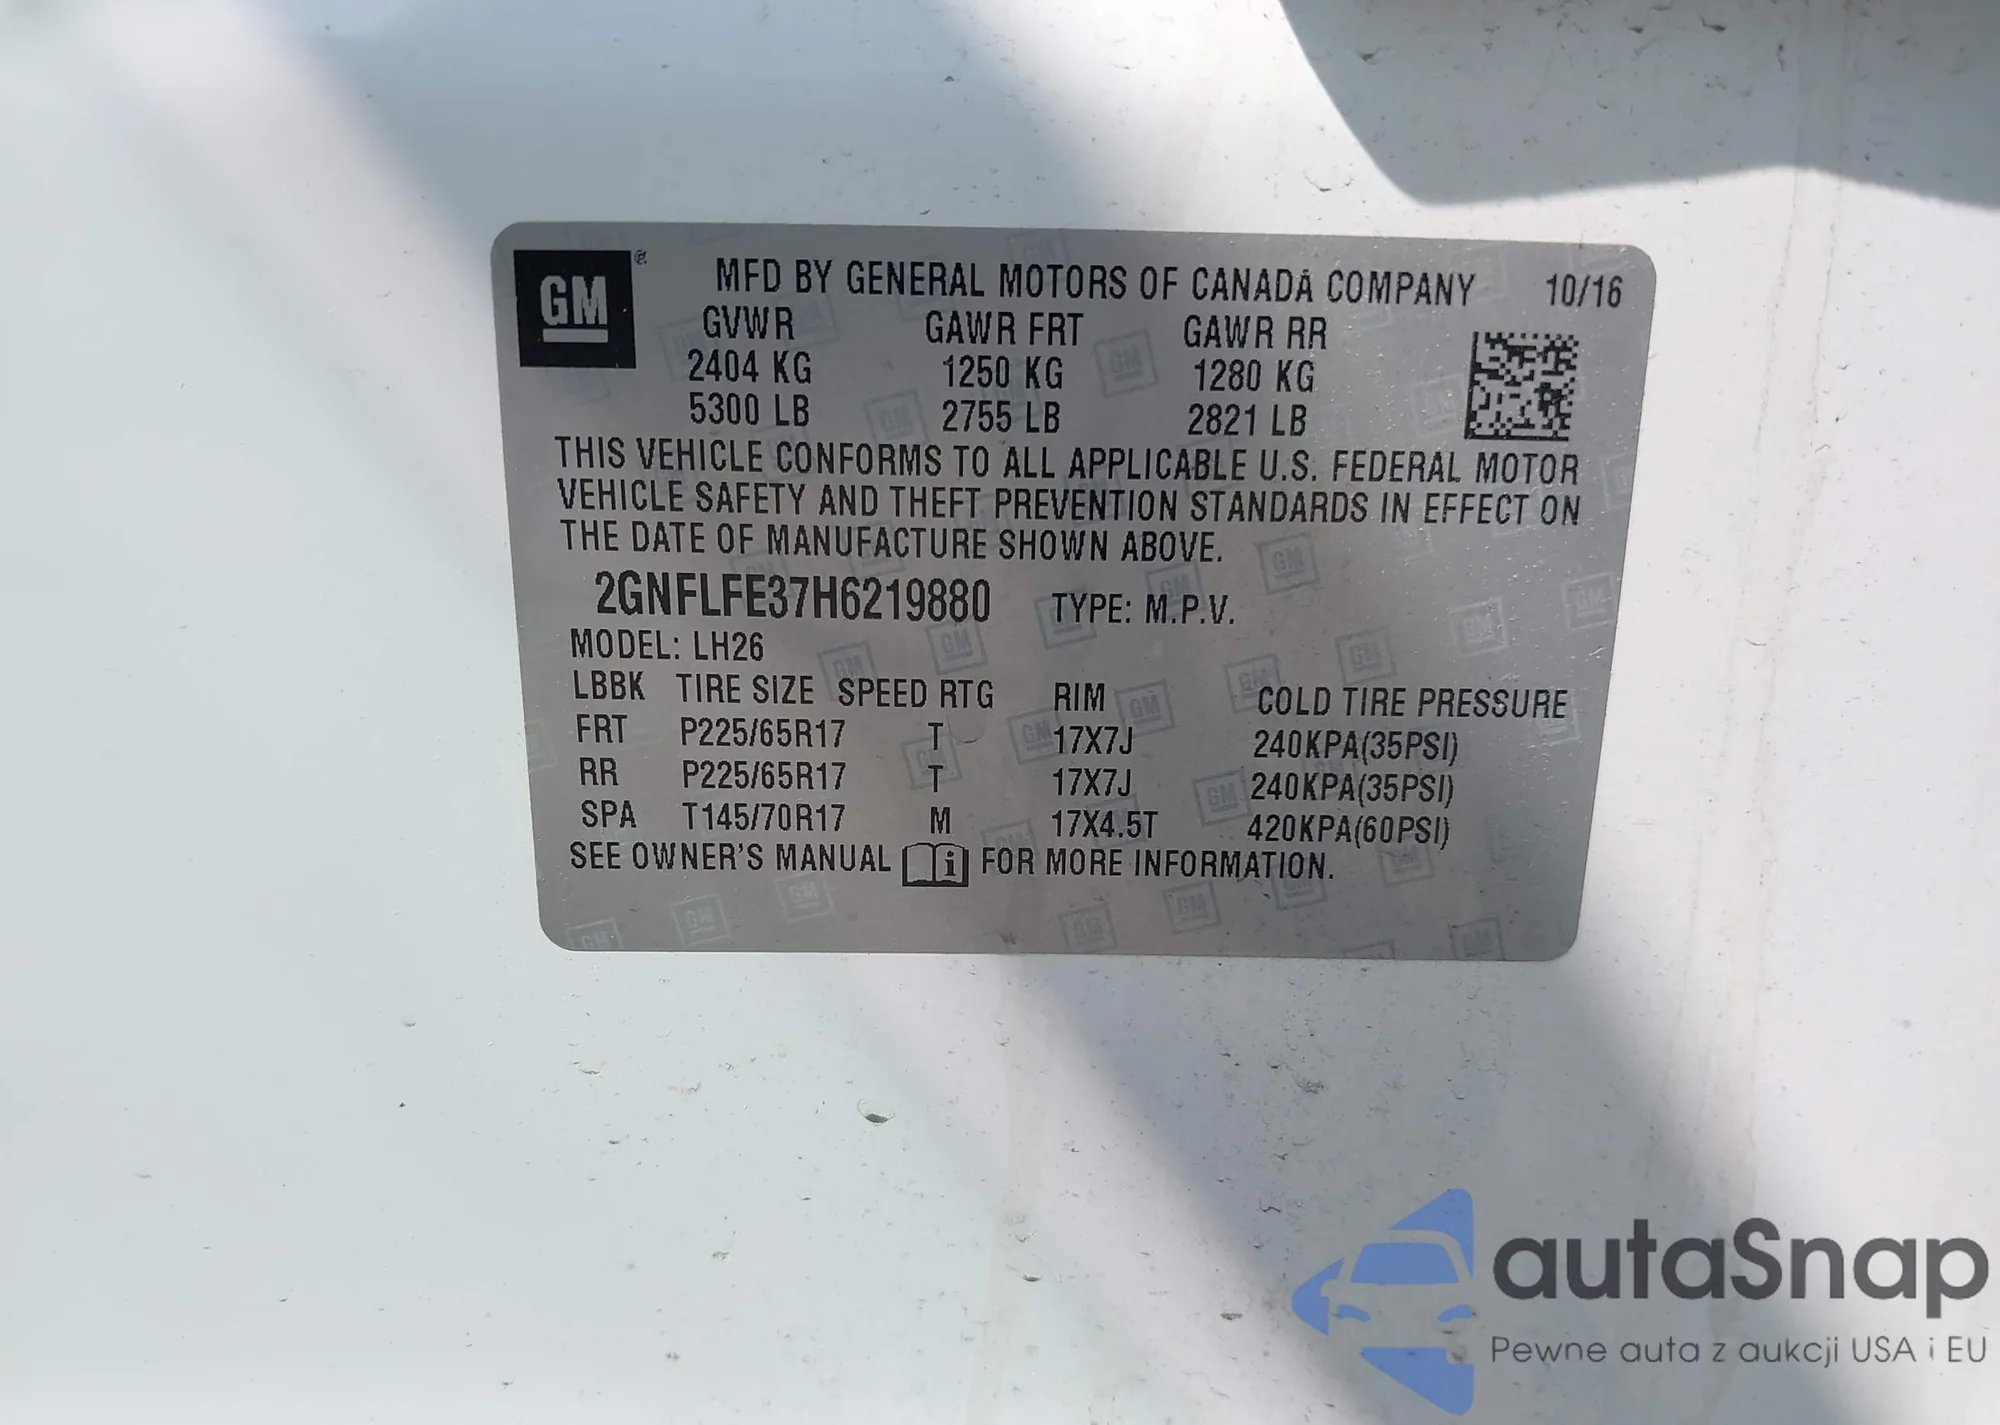 GM ®
MFD BY GENERAL MOTORS OF CANADA COMPANY 10/16
GVWR GAWR FRT GAWR RR
2404 KG 1250 KG 1280 KG
5300 LB 2755 LB 2821 LB
THIS VEHICLE CONFORMS TO ALL APPLICABLE U.S. FEDERAL MOTOR
VEHICLE SAFETY AND THEFT PREVENTION STANDARDS IN EFFECT ON
THE DATE OF MANUFACTURE SHOWN ABOVE.
2GNFLFE37H6219880 TYPE: M.P.V.
MODEL: LH26
LBBK TIRE SIZE SPEED RTG RIM COLD TIRE PRESSURE
FRT P225/65R17 T 17X7J 240KPA(35PSI)
RR P225/65R17 T 17X7J 240KPA(35PSI)
SPA T145/70R17 M 17X4.5T 420KPA(60PSI)
SEE OWNER'S MANUAL i FOR MORE INFORMATION.
autaSnap
Pewne auta z aukcji USA i EU